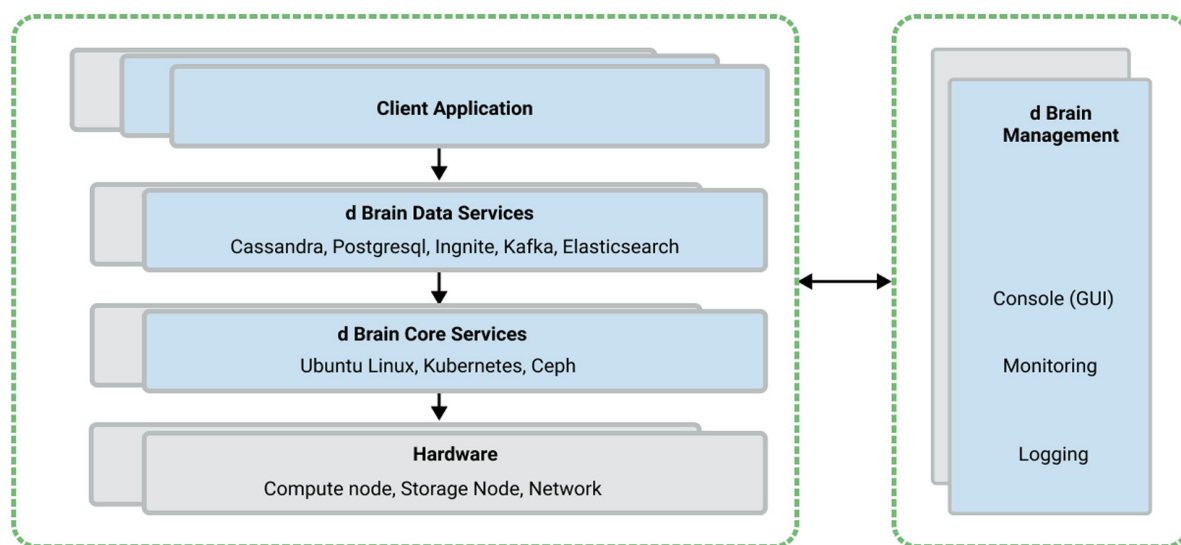 Client Application
d Brain Data Services
Cassandra, Postgresql, Ingnite, Kafka, Elasticsearch
d Brain Core Services
Ubuntu Linux, Kubernetes, Ceph
Hardware
Compute node, Storage Node, Network
d Brain
Management
Console (GUI)
Monitoring
Logging